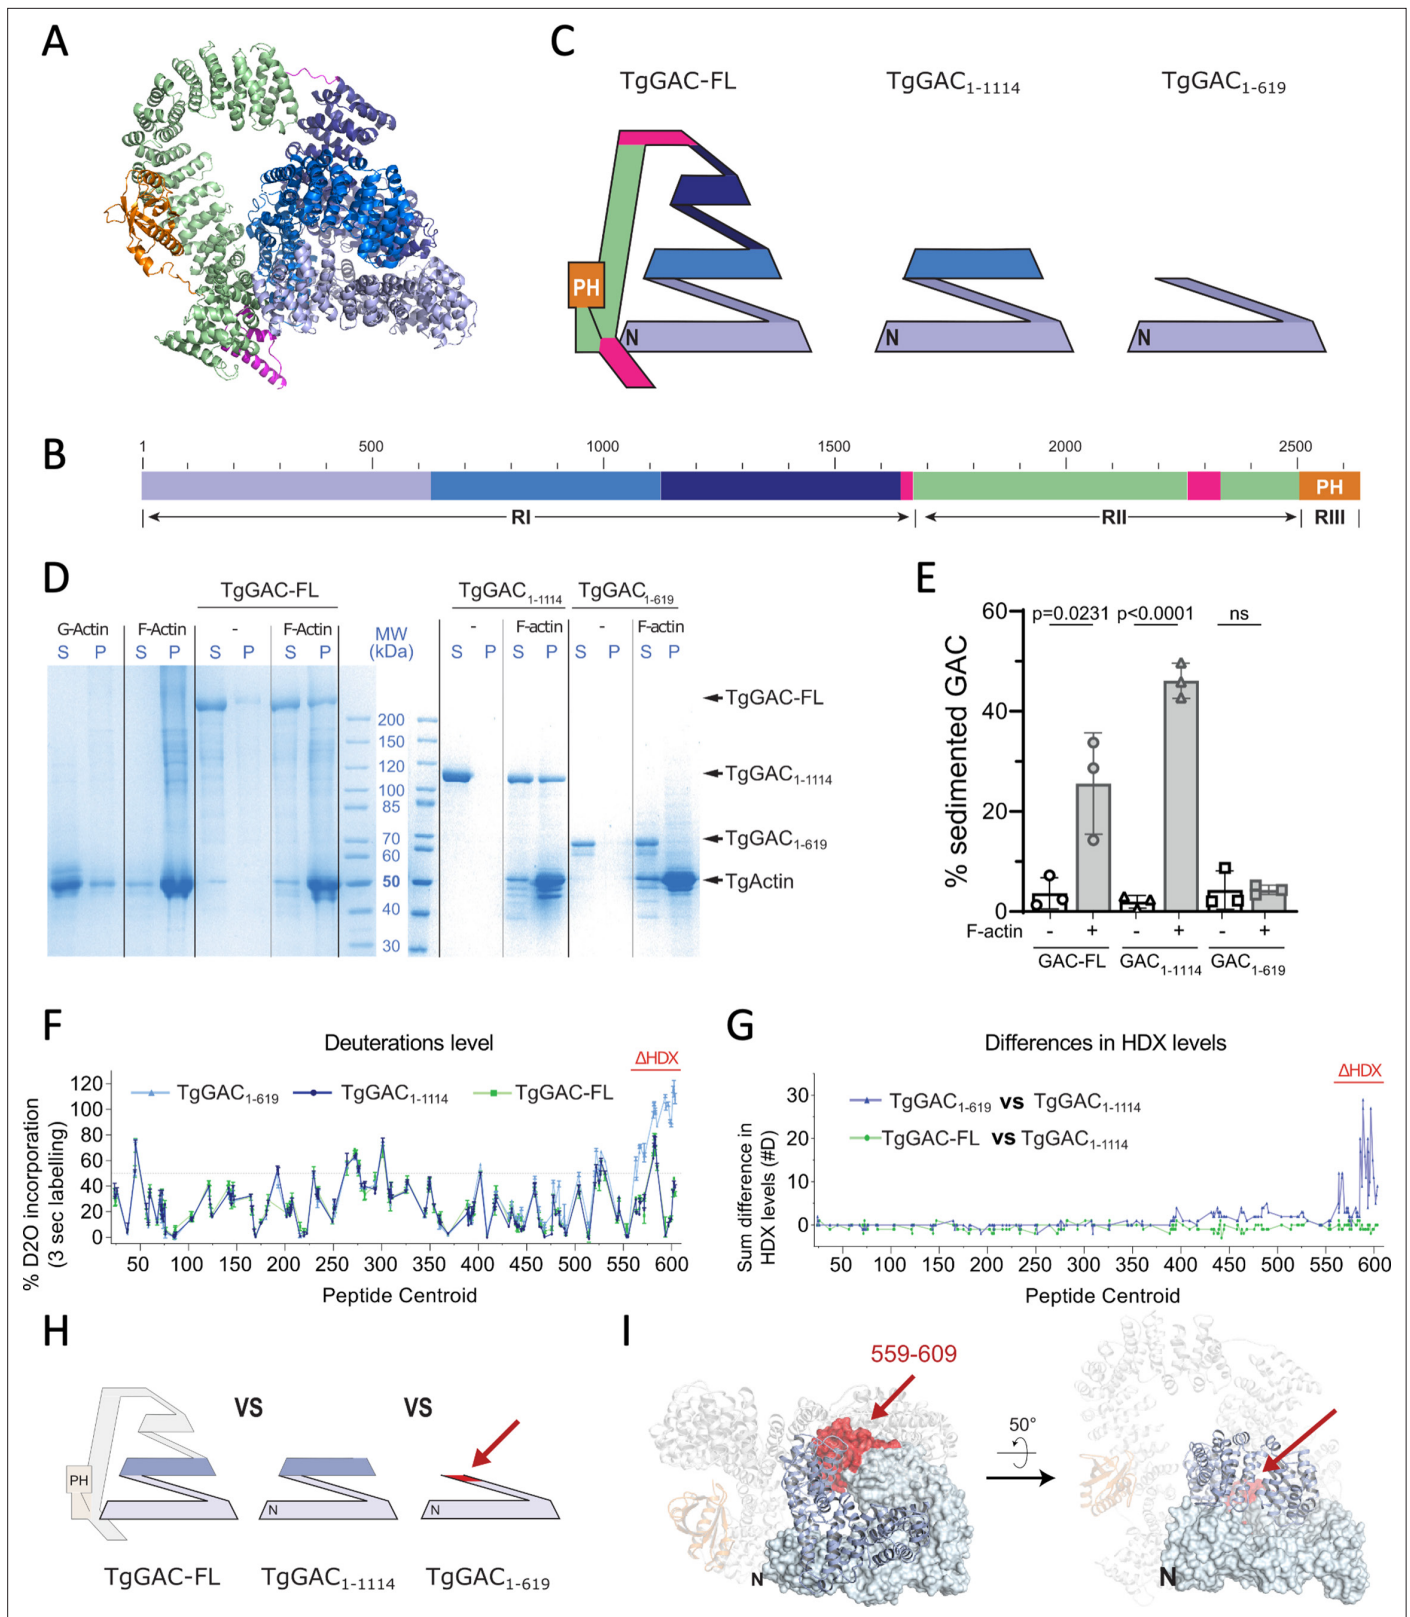 A
C
TgGAC-FL
TgGAC1-1114
TgGAC1-619
PH
N
N
N
B
1 500 1000 1500 2000 2500
PH
RI RII RIII
D
TgGAC-FL
TgGAC1-1114
TgGAC1-619
G-Actin F-Actin - F-Actin
MW
(kDa)
- F-actin - F-actin
S P S P S P S P
S P S P S P S P
200
150
120
100
85
70
60
50
40
30
TgGAC-FL
TgGAC1-1114
TgGAC1-619
TgActin
E
% sedimented GAC
60
40
20
0
p=0.0231 p<0.0001 ns
F-actin - + - + - +
GAC-FL GAC1-1114 GAC1-619
F
Deuterations level
ΔHDX
TgGAC1-619 TgGAC1-1114 TgGAC-FL
% D2O incorporation
(3 sec labelling)
120
100
80
60
40
20
0
50 100 150 200 250 300 350 400 450 500 550 600
Peptide Centroid
G
Differences in HDX levels
ΔHDX
TgGAC1-619 vs TgGAC1-1114
TgGAC-FL vs TgGAC1-1114
Sum difference in
HDX levels (#D)
30
20
10
0
50 100 150 200 250 300 350 400 450 500 550 600
Peptide Centroid
H
VS VS
PH
N
N
TgGAC-FL TgGAC1-1114 TgGAC1-619
I
559-609
50°
N
N